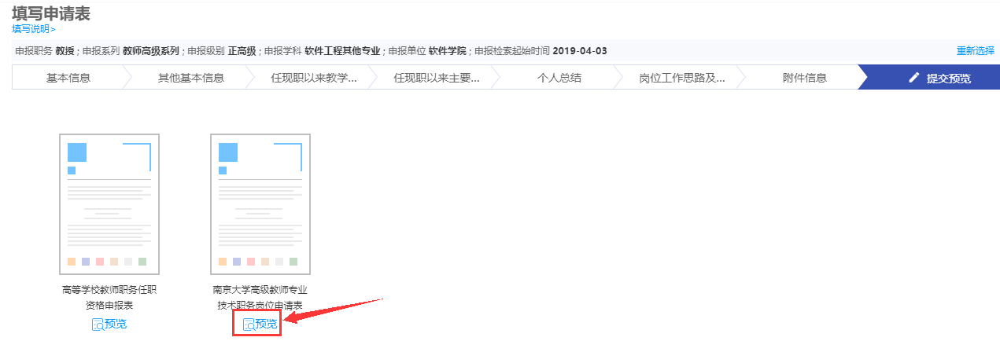 填写申请表
填写说明>
申报职务 教授 ; 申报系列 教师高级系列 ; 申报级别 正高级 ; 申报学科 软件工程其他专业 ; 申报单位 软件学院 ; 申报检索起始时间 2019-04-03 重新选择
基本信息 其他基本信息 任现职以来教学... 任现职以来主要... 个人总结 岗位工作思路及... 附件信息 提交预览
高等学校教师职务任职
资格申报表
预览
南京大学高级教师专业
技术职务岗位申请表
预览